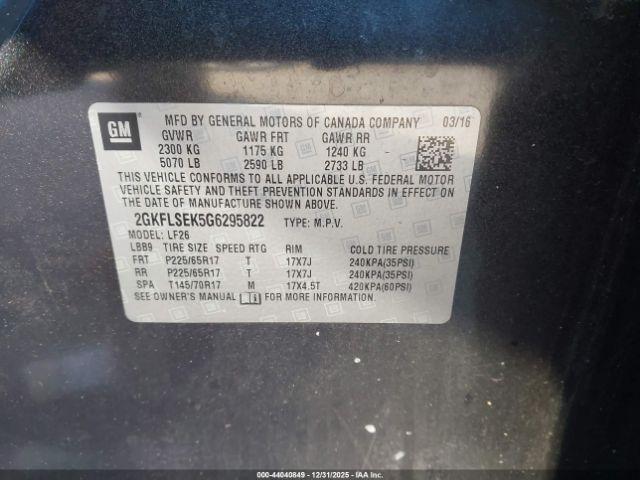 GM
MFD BY GENERAL MOTORS OF CANADA COMPANY 03/16
GVWR GAWR FRT GAWR RR
2300 KG 1175 KG 1240 KG
5070 LB 2590 LB 2733 LB
THIS VEHICLE CONFORMS TO ALL APPLICABLE U.S. FEDERAL MOTOR
VEHICLE SAFETY AND THEFT PREVENTION STANDARDS IN EFFECT ON
THE DATE OF MANUFACTURE SHOWN ABOVE.
2GKFLSEK5G6295822 TYPE: M.P.V.
MODEL: LF26
LBB9 TIRE SIZE SPEED RTG RIM COLD TIRE PRESSURE
FRT P225/65R17 T 17X7J 240KPA(35PSI)
RR P225/65R17 T 17X7J 240KPA(35PSI)
SPA T145/70R17 M 17X4.5T 420KPA(60PSI)
SEE OWNER'S MANUAL FOR MORE INFORMATION
000-44040849 - 12/31/2025 - IAAI.COM